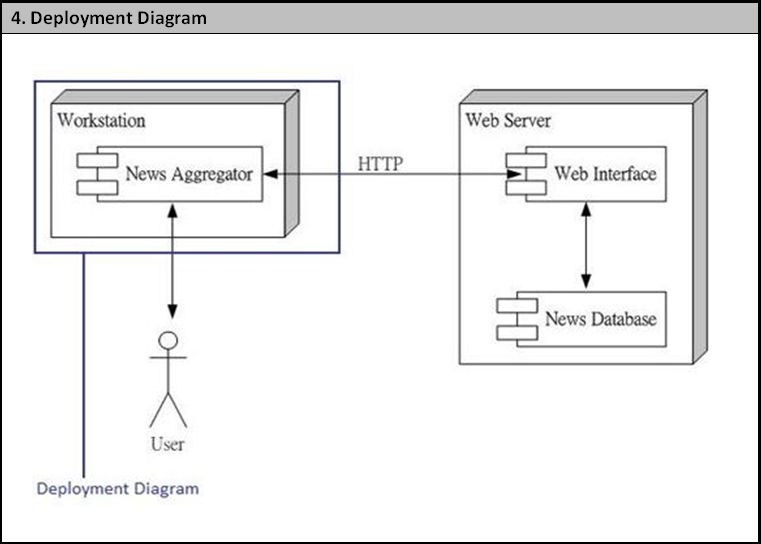 4. Deployment Diagram
Workstation
News Aggregator
HTTP
Web Server
Web Interface
News Database
User
Deployment Diagram